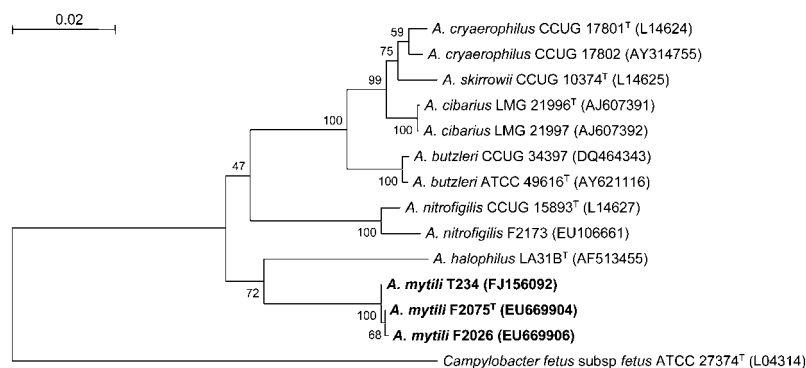 0.02
59 A. cryaerophilus CCUG 17801ᵀ (L14624)
75 A. cryaerophilus CCUG 17802 (AY314755)
99 A. skirrowii CCUG 10374ᵀ (L14625)
A. cibarius LMG 21996ᵀ (AJ607391)
100 100 A. cibarius LMG 21997 (AJ607392)
A. butzleri CCUG 34397 (DQ464343)
47 100 A. butzleri ATCC 49616ᵀ (AY621116)
A. nitrofigilis CCUG 15893ᵀ (L14627)
100 A. nitrofigilis F2173 (EU106661)
A. halophilus LA31Bᵀ (AF513455)
72 A. mytili T234 (FJ156092)
100 A. mytili F2075ᵀ (EU669904)
68 A. mytili F2026 (EU669906)
Campylobacter fetus subsp fetus ATCC 27374ᵀ (L04314)